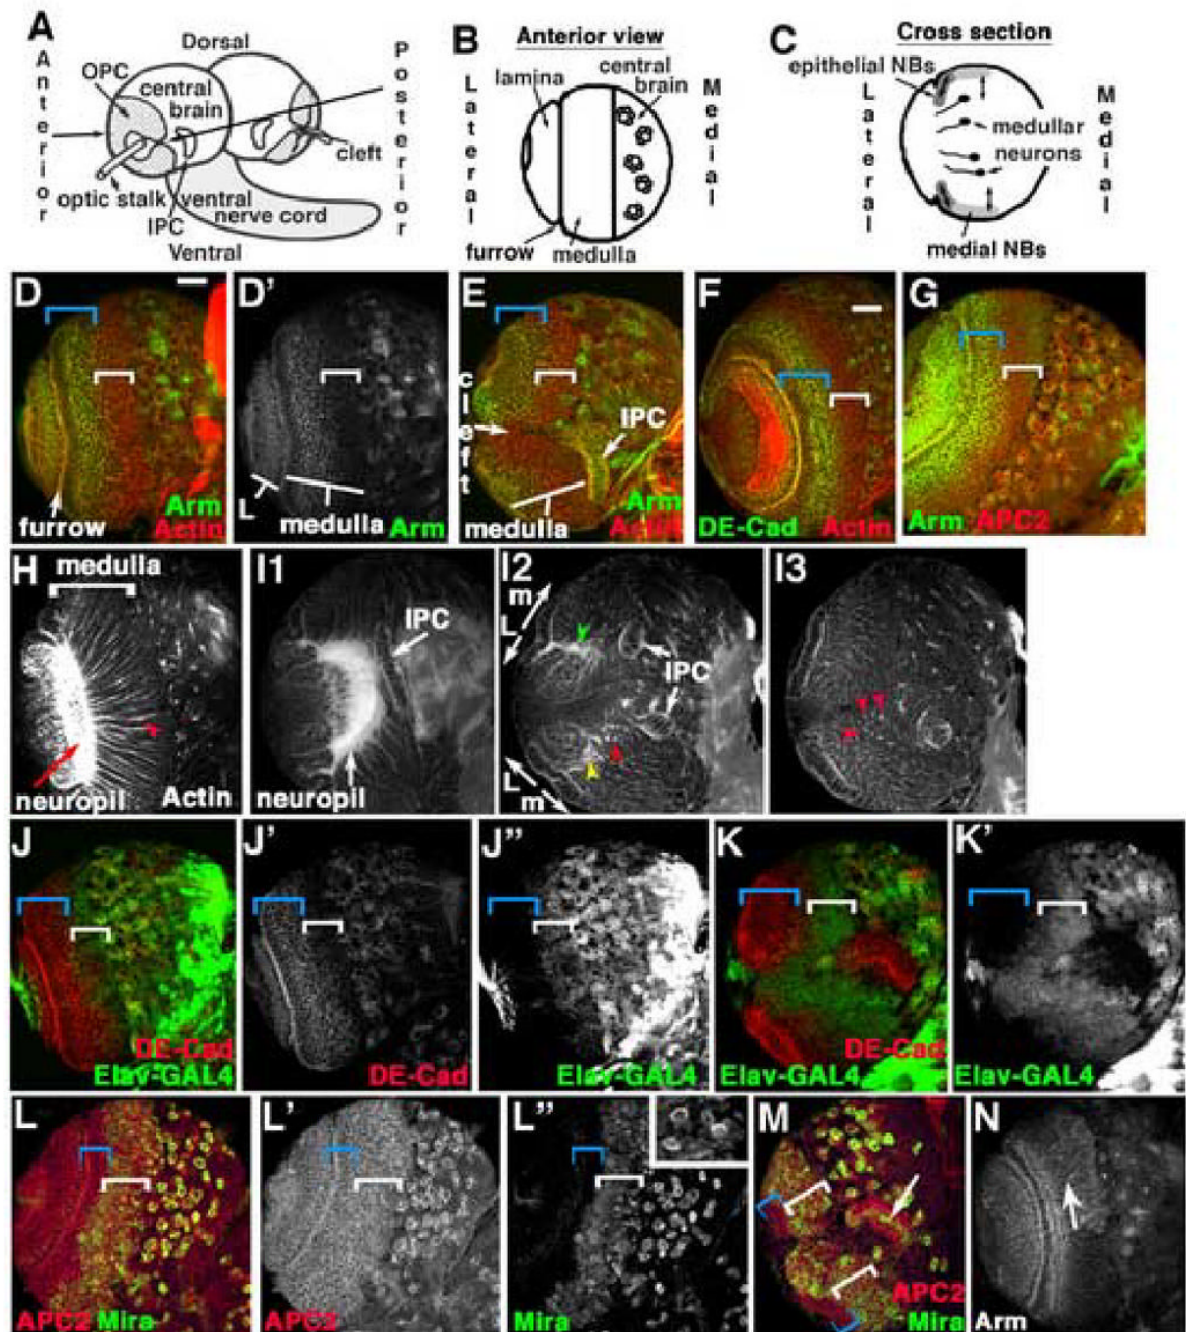 A
Anterior
Dorsal
Posterior
OPC
central
brain
cleft
optic stalk
ventral
nerve cord
IPC
Ventral
B
Anterior view
Lateral
lamina
central
brain
Medial
furrow
medulla
C
Cross section
epithelial NBs
Lateral
Medial
medullar
neurons
medial NBs
D
furrow
Arm
Actin
D’
L
medulla
Arm
E
cleft
IPC
medulla
Arm
Actin
F
DE-Cad
Actin
G
Arm
APC2
H
medulla
neuropil
Actin
I1
IPC
neuropil
I2
m
L
IPC
L
m
I3
J
DE-Cad
Elav-GAL4
J’
DE-Cad
J’’
Elav-GAL4
K
DE-Cad
Elav-GAL4
K’
Elav-GAL4
L
APC2 Mira
L’
APC2
L’’
Mira
M
APC2
Mira
N
Arm